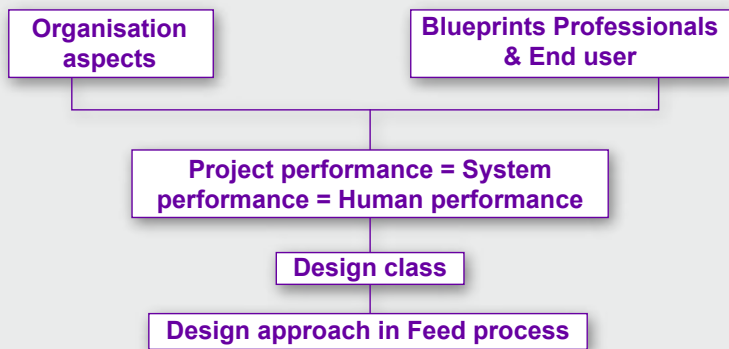 Organisation
aspects
Blueprints Professionals
& End user
Project performance = System
performance = Human performance
Design class
Design approach in Feed process